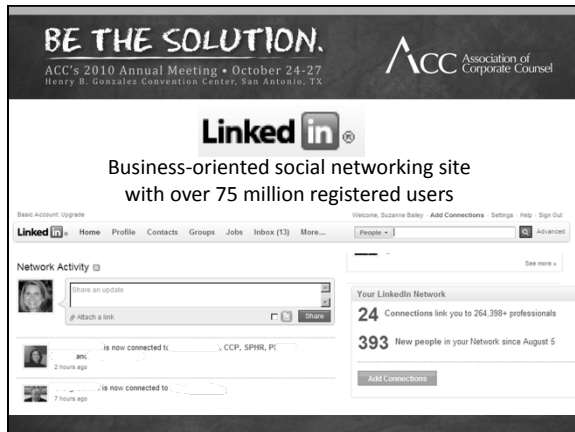 BE THE SOLUTION.
ACC's 2010 Annual Meeting • October 24-27
Henry B. Gonzalez Convention Center, San Antonio, TX
ACC Association of
Corporate Counsel
Linked in®
Business-oriented social networking site
with over 75 million registered users
Basic Account: Upgrade
Welcome, Suzanne Bailey · Add Connections · Settings · Help · Sign Out
Linked in® Home Profile Contacts Groups Jobs Inbox (13) More...
People Advanced
Network Activity
See more »
Share an update
Attach a link
Share
Your LinkedIn Network
24 Connections link you to 264,398+ professionals
393 New people in your Network since August 5
Add Connections
is now connected to , CCP, SPHR,
and
2 hours ago
is now connected to
7 hours ago